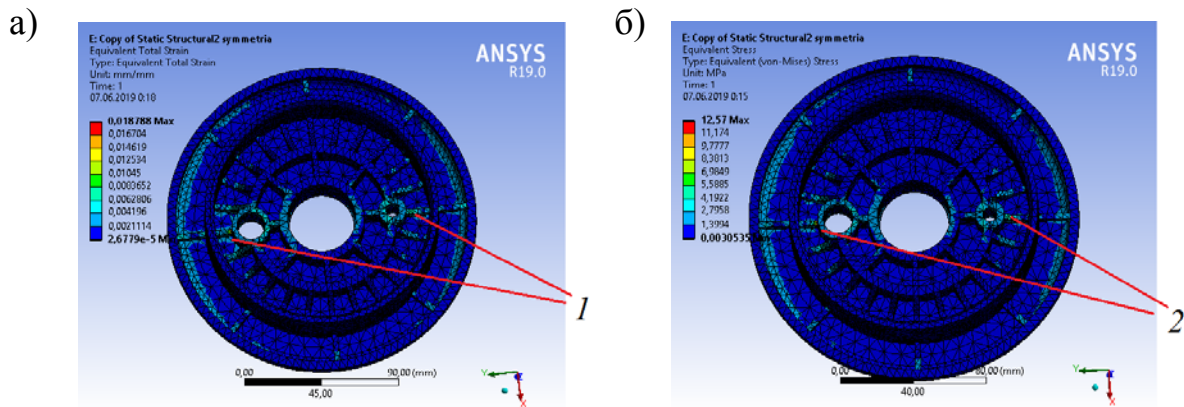 а)
E: Copy of Static Structural2 symmetria
Equivalent Total Strain
Type: Equivalent Total Strain
Unit: mm/mm
Time: 1
07.06.2019 0:18
ANSYS
R19.0
0,018788 Max
0,016704
0,014619
0,012534
0,01045
0,0083652
0,0062806
0,004196
0,0021114
2,6779e-5
1
0,00
90,00 (mm)
45,00
Y
X
б)
E: Copy of Static Structural2 symmetria
Equivalent Stress
Type: Equivalent (von-Mises) Stress
Unit: MPa
Time: 1
07.06.2019 0:15
ANSYS
R19.0
12,57 Max
11,174
9,7777
8,3813
6,9849
5,5885
4,1922
2,7958
1,3994
0,0030535
2
0,00
80,00 (mm)
40,00
Y
X